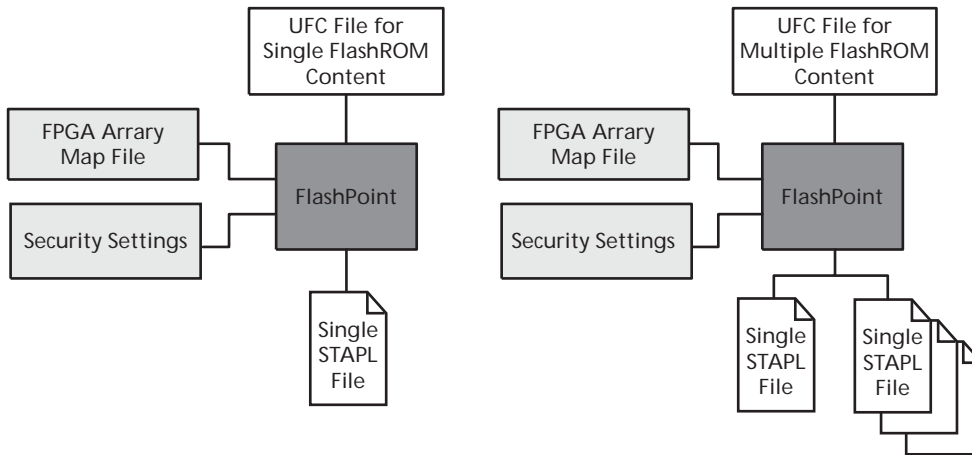 UFC File for
Single FlashROM
Content
FPGA Arrary
Map File
FlashPoint
Security Settings
Single
STAPL
File
UFC File for
Multiple FlashROM
Content
FPGA Arrary
Map File
FlashPoint
Security Settings
Single
STAPL
File
Single
STAPL
File